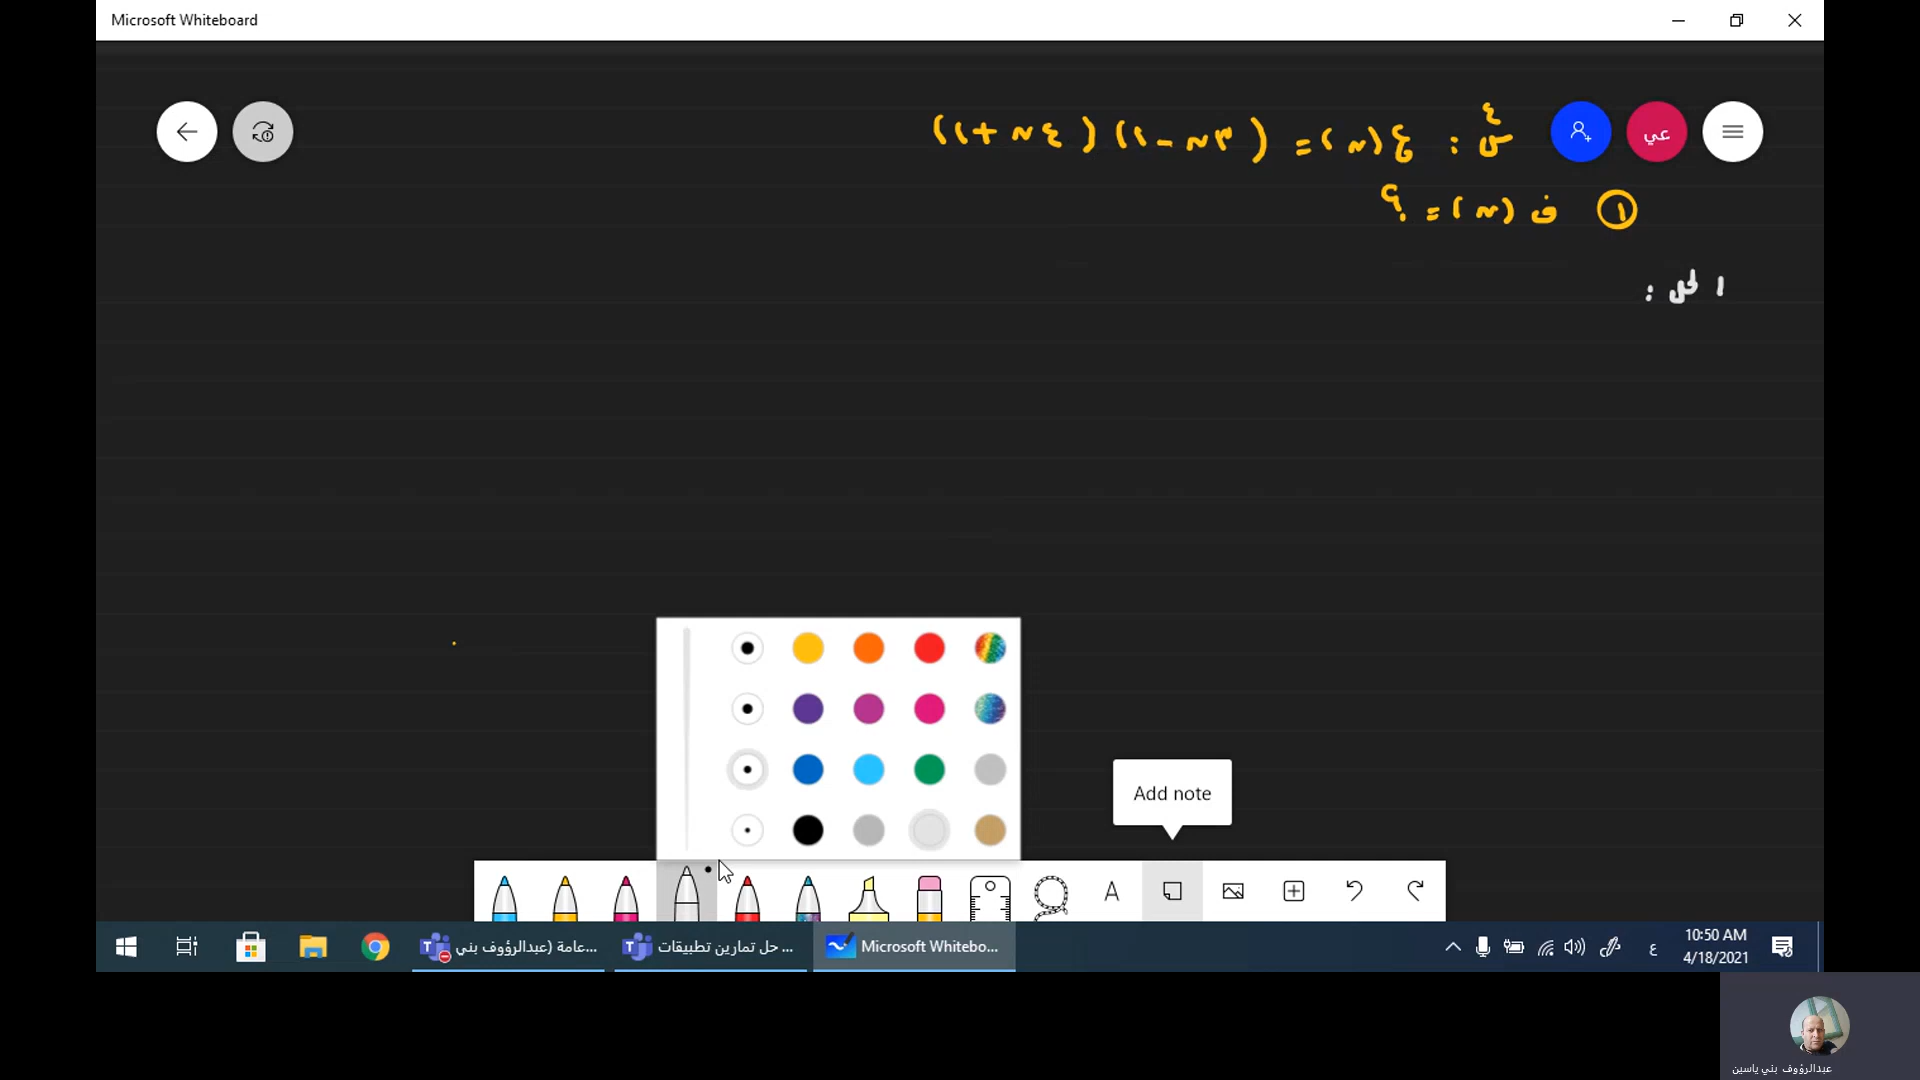 Microsoft Whiteboard
عي
س٤ : ع(ن) = (٣ن - ١) (٤ن + ١)
① ف (ن) = ؟
الحل :
Add note
A
عامة (عبدالرؤوف بني...
حل تمارين تطبيقات ...
Microsoft Whitebo...
ع
10:50 AM
4/18/2021
عبدالرؤوف بني ياسين